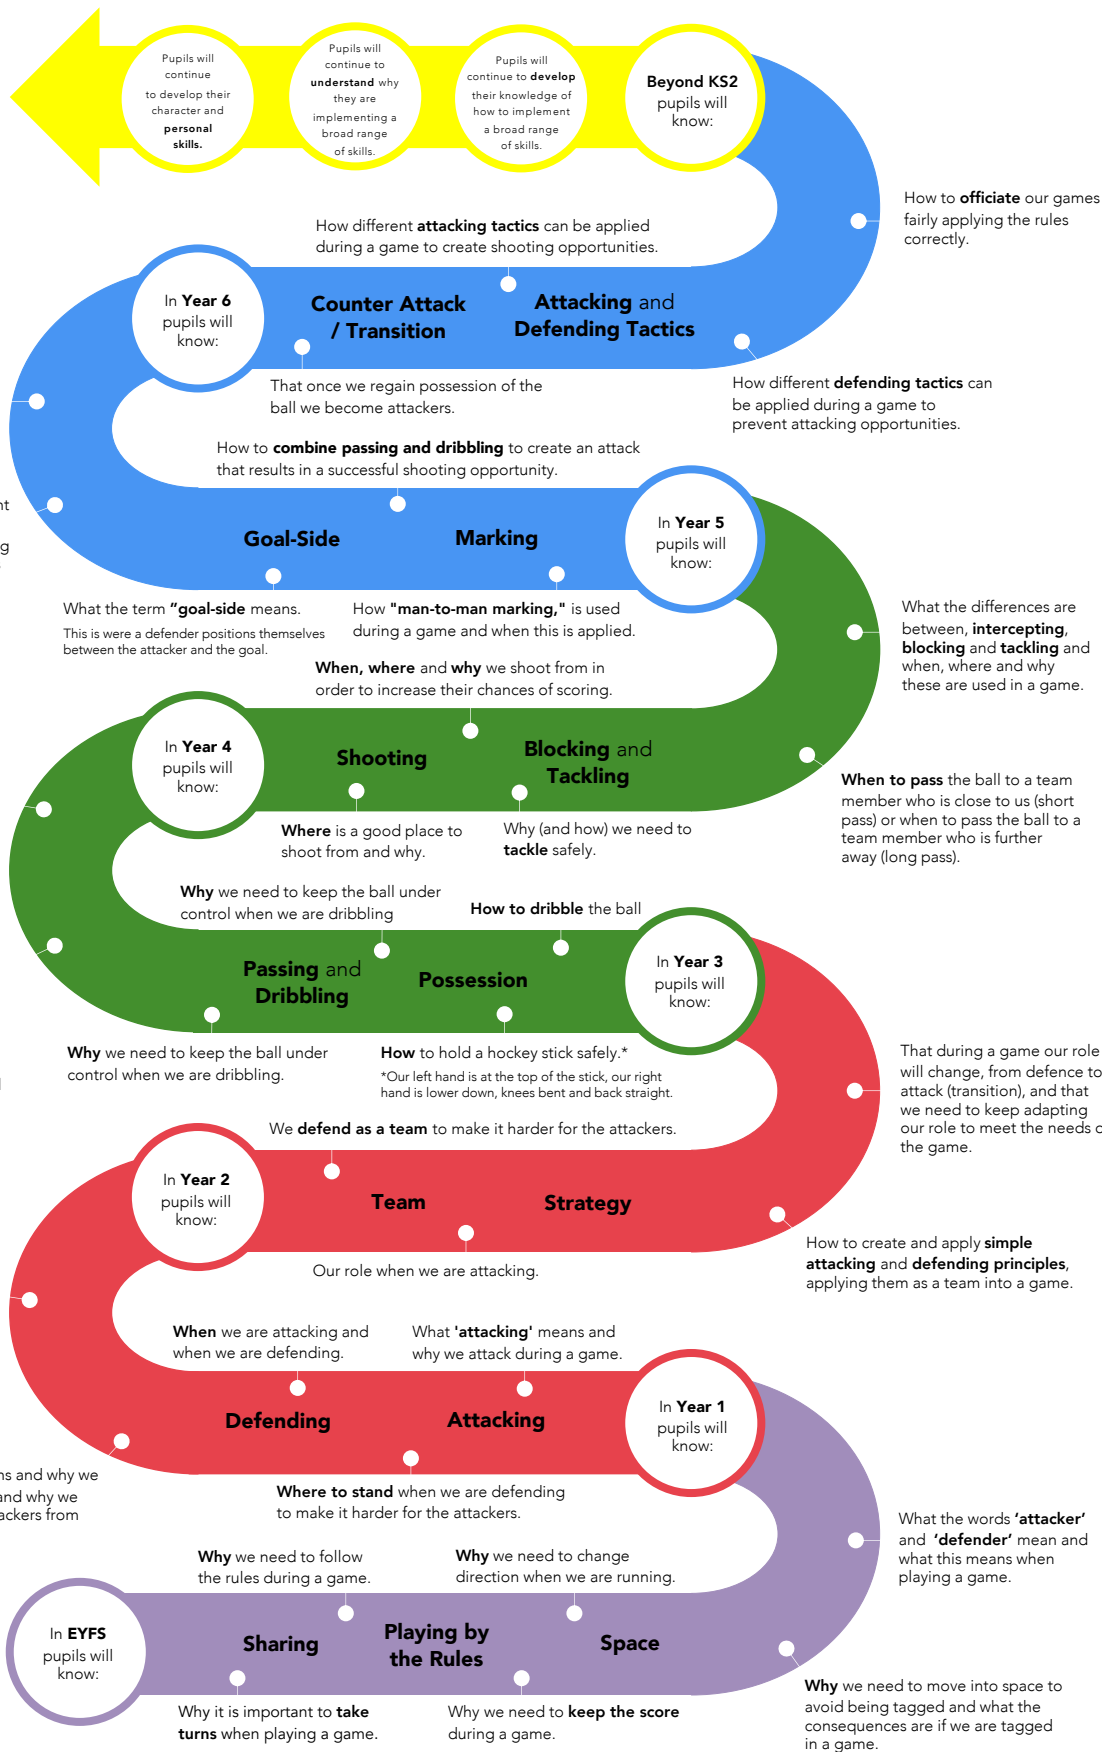 Pupils will
continue
to develop their
character and
personal
skills.
Pupils will
continue to
understand why
they are
implementing a
broad range
of skills.
Pupils will
continue to develop
their knowledge of
how to implement
a broad range
of skills.
Beyond KS2
pupils will
know:
How to officiate our games
fairly applying the rules
correctly.
How different attacking tactics can be applied
during a game to create shooting opportunities.
In Year 6
pupils will
know:
Counter Attack
/ Transition
Attacking and
Defending Tactics
That once we regain possession of the
ball we become attackers.
How different defending tactics can
be applied during a game to
prevent attacking opportunities.
How to combine passing and dribbling to create an attack
that results in a successful shooting opportunity.
Goal-Side
Marking
In Year 5
pupils will
know:
What the term "goal-side means.
This is were a defender positions themselves
between the attacker and the goal.
How "man-to-man marking," is used
during a game and when this is applied.
What the differences are
between, intercepting,
blocking and tackling and
when, where and why
these are used in a game.
When, where and why we shoot from in
order to increase their chances of scoring.
In Year 4
pupils will
know:
Shooting
Blocking and
Tackling
When to pass the ball to a team
member who is close to us (short
pass) or when to pass the ball to a
team member who is further
away (long pass).
Where is a good place to
shoot from and why.
Why (and how) we need to
tackle safely.
Why we need to keep the ball under
control when we are dribbling
How to dribble the ball
Passing and
Dribbling
Possession
In Year 3
pupils will
know:
Why we need to keep the ball under
control when we are dribbling.
How to hold a hockey stick safely.*
*Our left hand is at the top of the stick, our right
hand is lower down, knees bent and back straight.
That during a game our role
will change, from defence to
attack (transition), and that
we need to keep adapting
our role to meet the needs
the game.
We defend as a team to make it harder for the attackers.
In Year 2
pupils will
know:
Team
Strategy
Our role when we are attacking.
How to create and apply simple
attacking and defending principles,
applying them as a team into a game.
When we are attacking and
when we are defending.
What 'attacking' means and
why we attack during a game.
Defending
Attacking
In Year 1
pupils will
know:
and why we
and why we
from
Where to stand when we are defending
to make it harder for the attackers.
What the words 'attacker'
and 'defender' mean and
what this means when
playing a game.
Why we need to follow
the rules during a game.
Why we need to change
direction when we are running.
In EYFS
pupils will
know:
Sharing
Playing by
the Rules
Space
Why it is important to take
turns when playing a game.
Why we need to keep the score
during a game.
Why we need to move into space to
avoid being tagged and what the
consequences are if we are tagged
in a game.